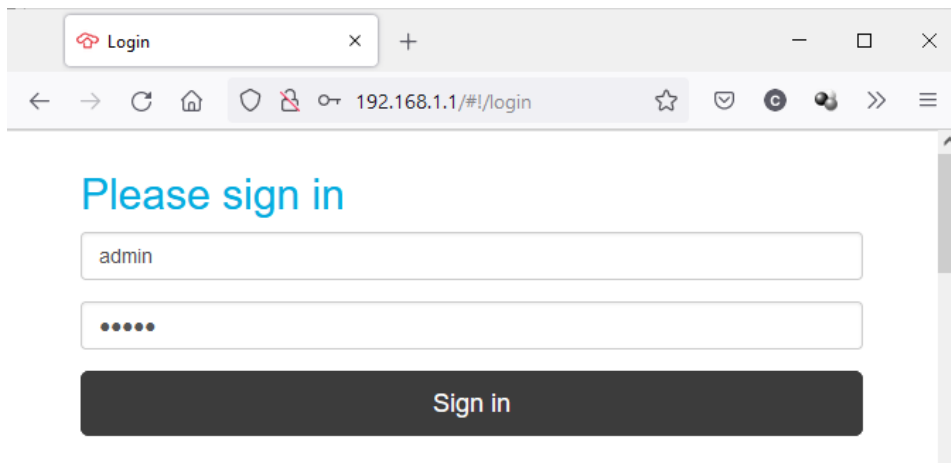 Login
192.168.1.1/#!/login
C
Please sign in
admin
•••••
Sign in